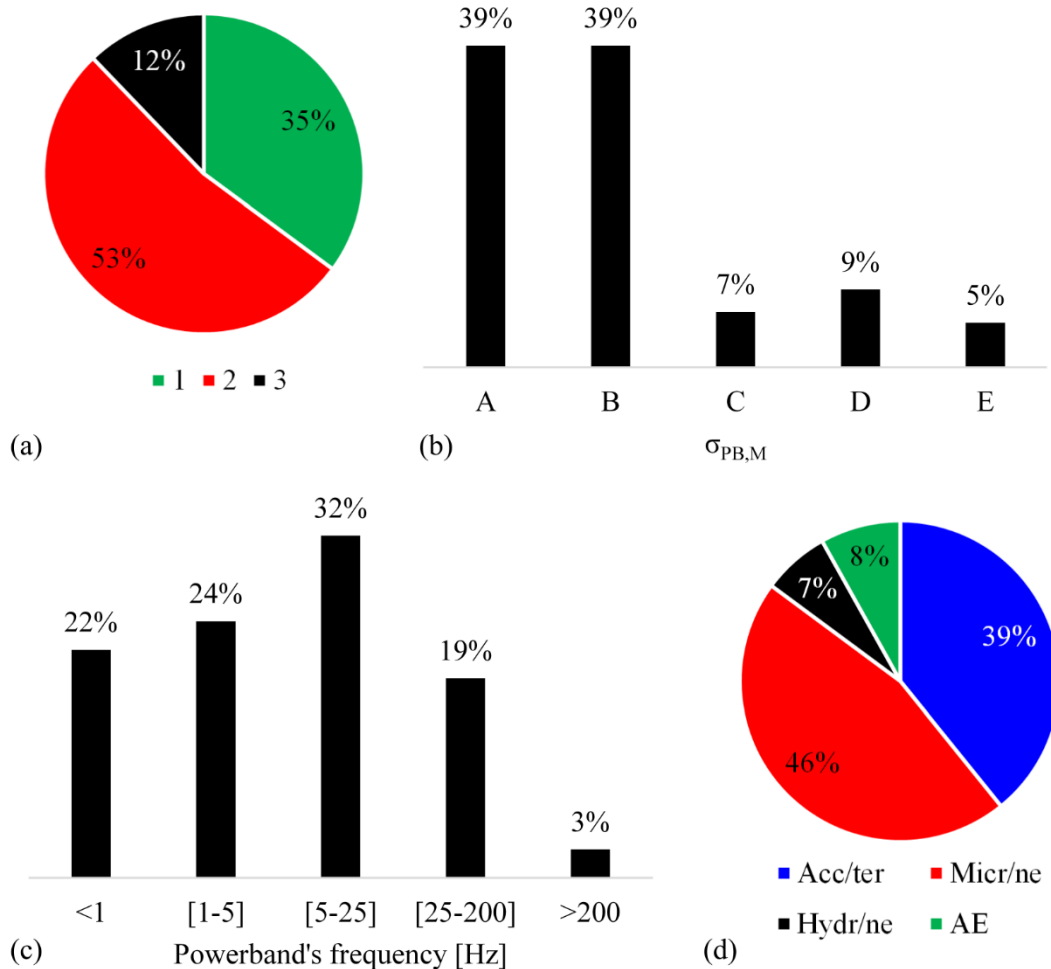 12%
35%
53%
1 2 3
(a)
39% 39%
7% 9% 5%
A B C D E
(b)
σPB,M
22% 24% 32% 19% 3%
<1 [1-5] [5-25] [25-200] >200
(c) Powerband's frequency [Hz]
8%
7%
39%
46%
Acc/ter Micr/ne
Hydr/ne AE
(d)